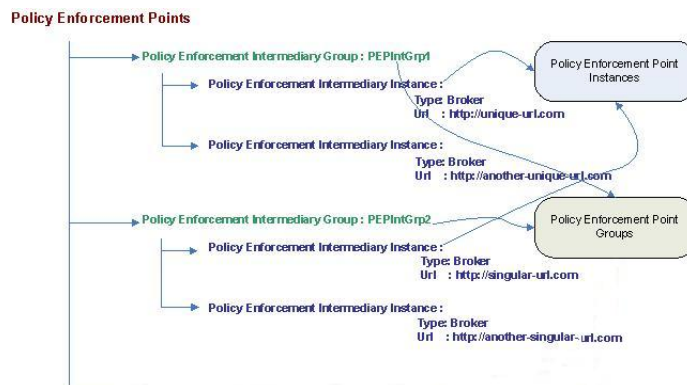 Policy Enforcement Points
Policy Enforcement Intermediary Group : PEPIntGrp1
Policy Enforcement Intermediary Instance :
Type: Broker
Url : http://unique-url.com
Policy Enforcement Intermediary Instance :
Type: Broker
Url : http://another-unique-url.com
Policy Enforcement Point
Instances
Policy Enforcement Intermediary Group : PEPIntGrp2
Policy Enforcement Intermediary Instance :
Type: Broker
Url : http://singular-url.com
Policy Enforcement Intermediary Instance :
Type: Broker
Url : http://another-singular-url.com
Policy Enforcement Point
Groups